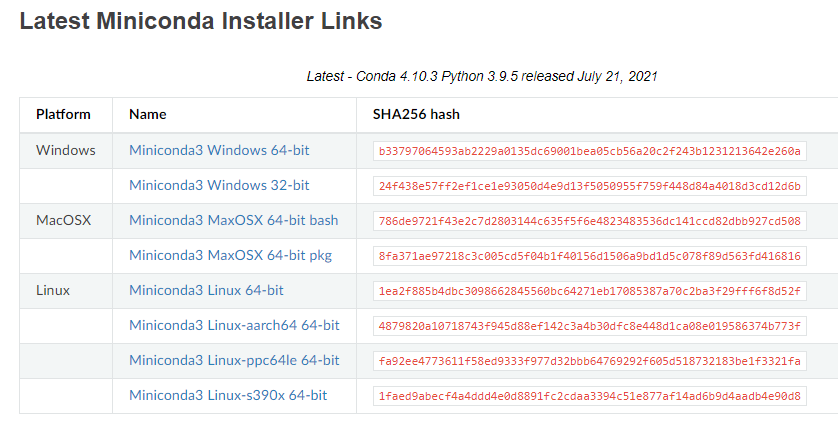 Latest Miniconda Installer Links
Latest - Conda 4.10.3 Python 3.9.5 released July 21, 2021
Platform Name SHA256 hash
Windows Miniconda3 Windows 64-bit b33797064593ab2229a0135dc69001bea05cb56a20c2f243b1231213642e260a
Miniconda3 Windows 32-bit 24f438e57ff2ef1ce1e93050d4e9d13f5050955f759f448d84a4018d3cd12d6b
MacOSX Miniconda3 MaxOSX 64-bit bash 786de9721f43e2c7d2803144c635f5f6e4823483536dc141ccd82dbb927cd508
Miniconda3 MaxOSX 64-bit pkg 8fa371ae97218c3c005cd5f04b1f40156d1506a9bd1d5c078f89d563fd416816
Linux Miniconda3 Linux 64-bit 1ea2f885b4dbc3098662845560bc64271eb17085387a70c2ba3f29fff6f8d52f
Miniconda3 Linux-aarch64 64-bit 4879820a10718743f945d88ef142c3a4b30dfc8e448d1ca08e019586374b773f
Miniconda3 Linux-ppc64le 64-bit fa92ee4773611f58ed9333f977d32bbb64769292f605d518732183be1f3321fa
Miniconda3 Linux-s390x 64-bit 1faed9abecf4a4ddd4e0d8891fc2cdaa3394c51e877af14ad6b9d4aadb4e90d8